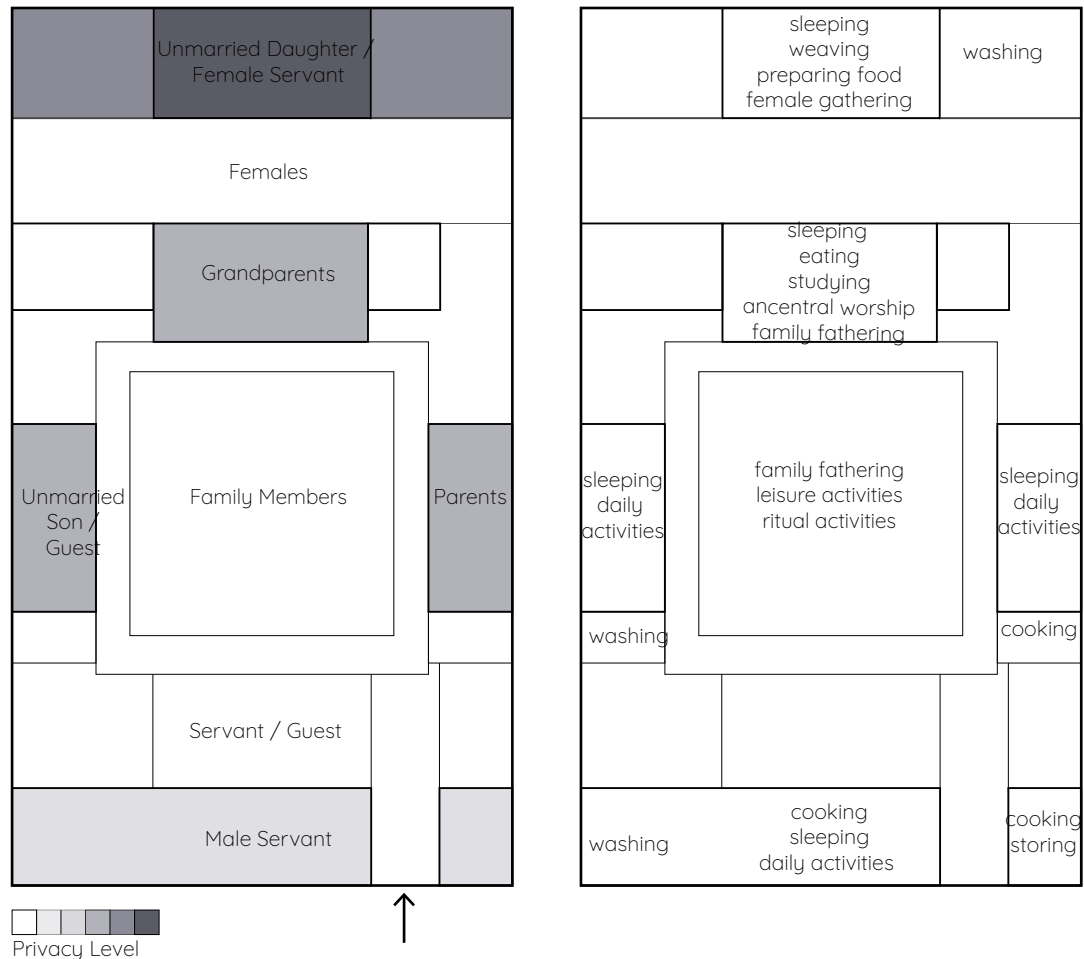 Unmarried Daughter /
Female Servant
Females
Grandparents
Unmarried
Son /
Guest
Family Members
Parents
Servant / Guest
Male Servant
Privacy Level
sleeping
weaving
preparing food
female gathering
washing
sleeping
eating
studying
ancentral worship
family fathering
sleeping
daily
activities
family fathering
leisure activities
ritual activities
sleeping
daily
activities
washing
cooking
washing
cooking
sleeping
daily activities
cooking
storing